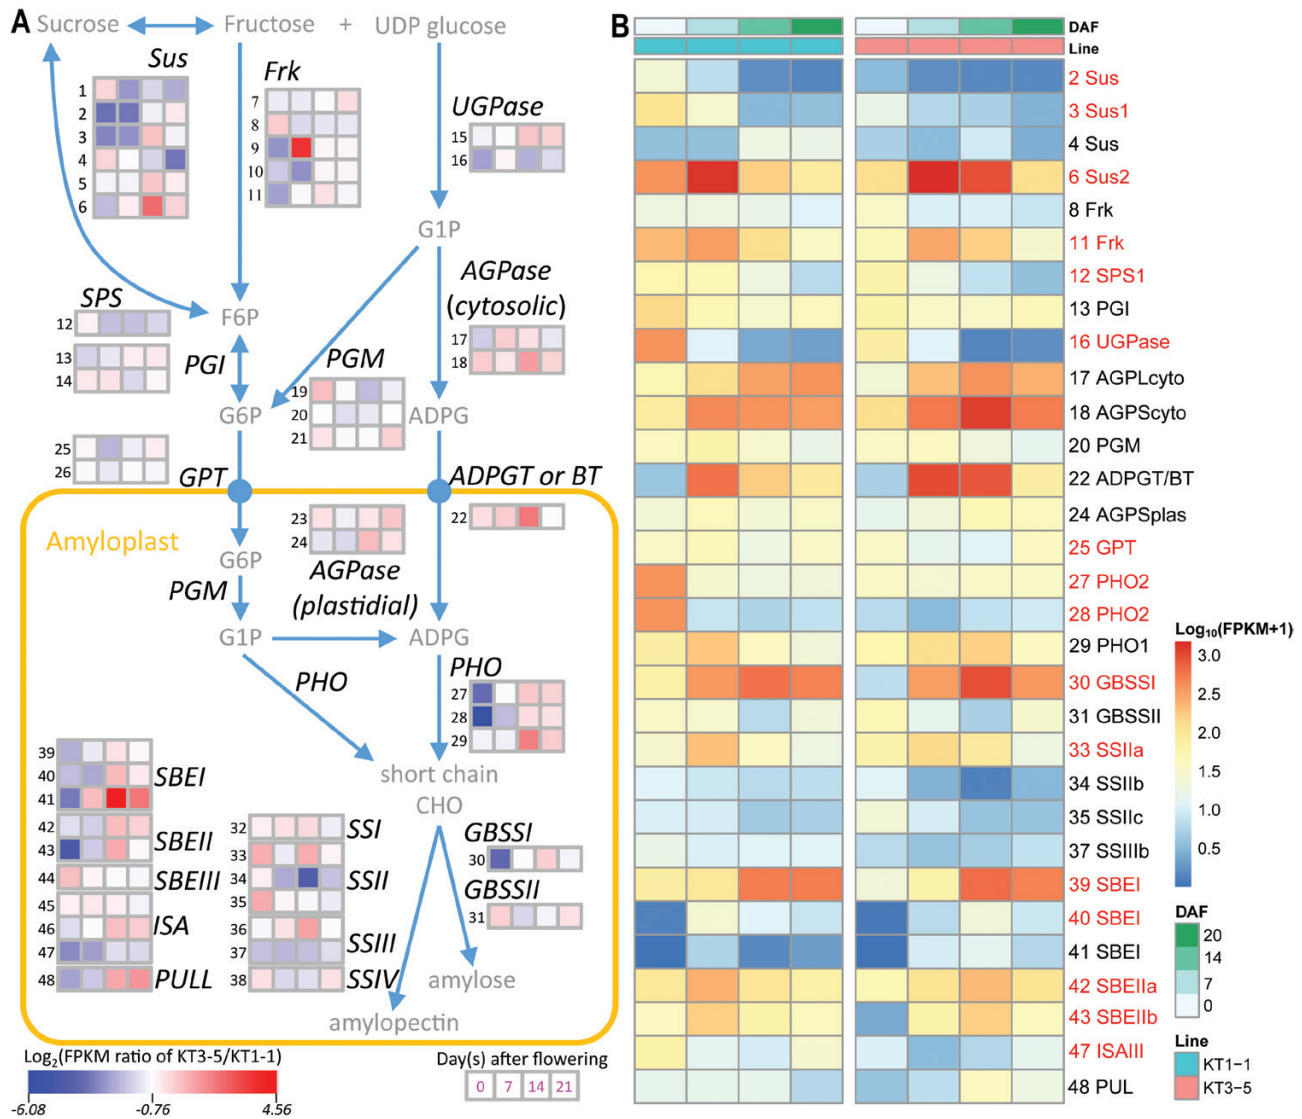 A
Sucrose
Fructose
+
UDP glucose
Sus
1
2
3
4
5
6
Frk
7
8
9
10
11
UGPase
15
16
G1P
SPS
12
F6P
AGPase
(cytosolic)
17
18
13
14
PGI
PGM
19
20
21
G6P
ADPG
25
26
GPT
ADPGT or BT
22
Amyloplast
23
24
G6P
AGPase
(plastidial)
PGM
G1P
ADPG
PHO
PHO
27
28
29
short chain
CHO
39
40
41
SBEI
42
43
SBEII
44
SBEIII
45
46
47
ISA
48
PULL
32
SSI
33
34
35
SSII
36
37
SSIII
38
SSIV
GBSSI
30
GBSSII
31
amylose
amylopectin
Log2(FPKM ratio of KT3-5/KT1-1)
-6.08
-0.76
4.56
Day(s) after flowering
0 7 14 21
B
DAF
Line
2 Sus
3 Sus1
4 Sus
6 Sus2
8 Frk
11 Frk
12 SPS1
13 PGI
16 UGPase
17 AGPLcyto
18 AGPScyto
20 PGM
22 ADPGT/BT
24 AGPSplas
25 GPT
27 PHO2
28 PHO2
29 PHO1
30 GBSSI
31 GBSSII
33 SSIIa
34 SSIIb
35 SSIIc
37 SSIIIb
39 SBEI
40 SBEI
41 SBEI
42 SBEIIa
43 SBEIIb
47 ISAIII
48 PUL
Log10(FPKM+1)
3.0
2.5
2.0
1.5
1.0
0.5
DAF
20
14
7
0
Line
KT1-1
KT3-5